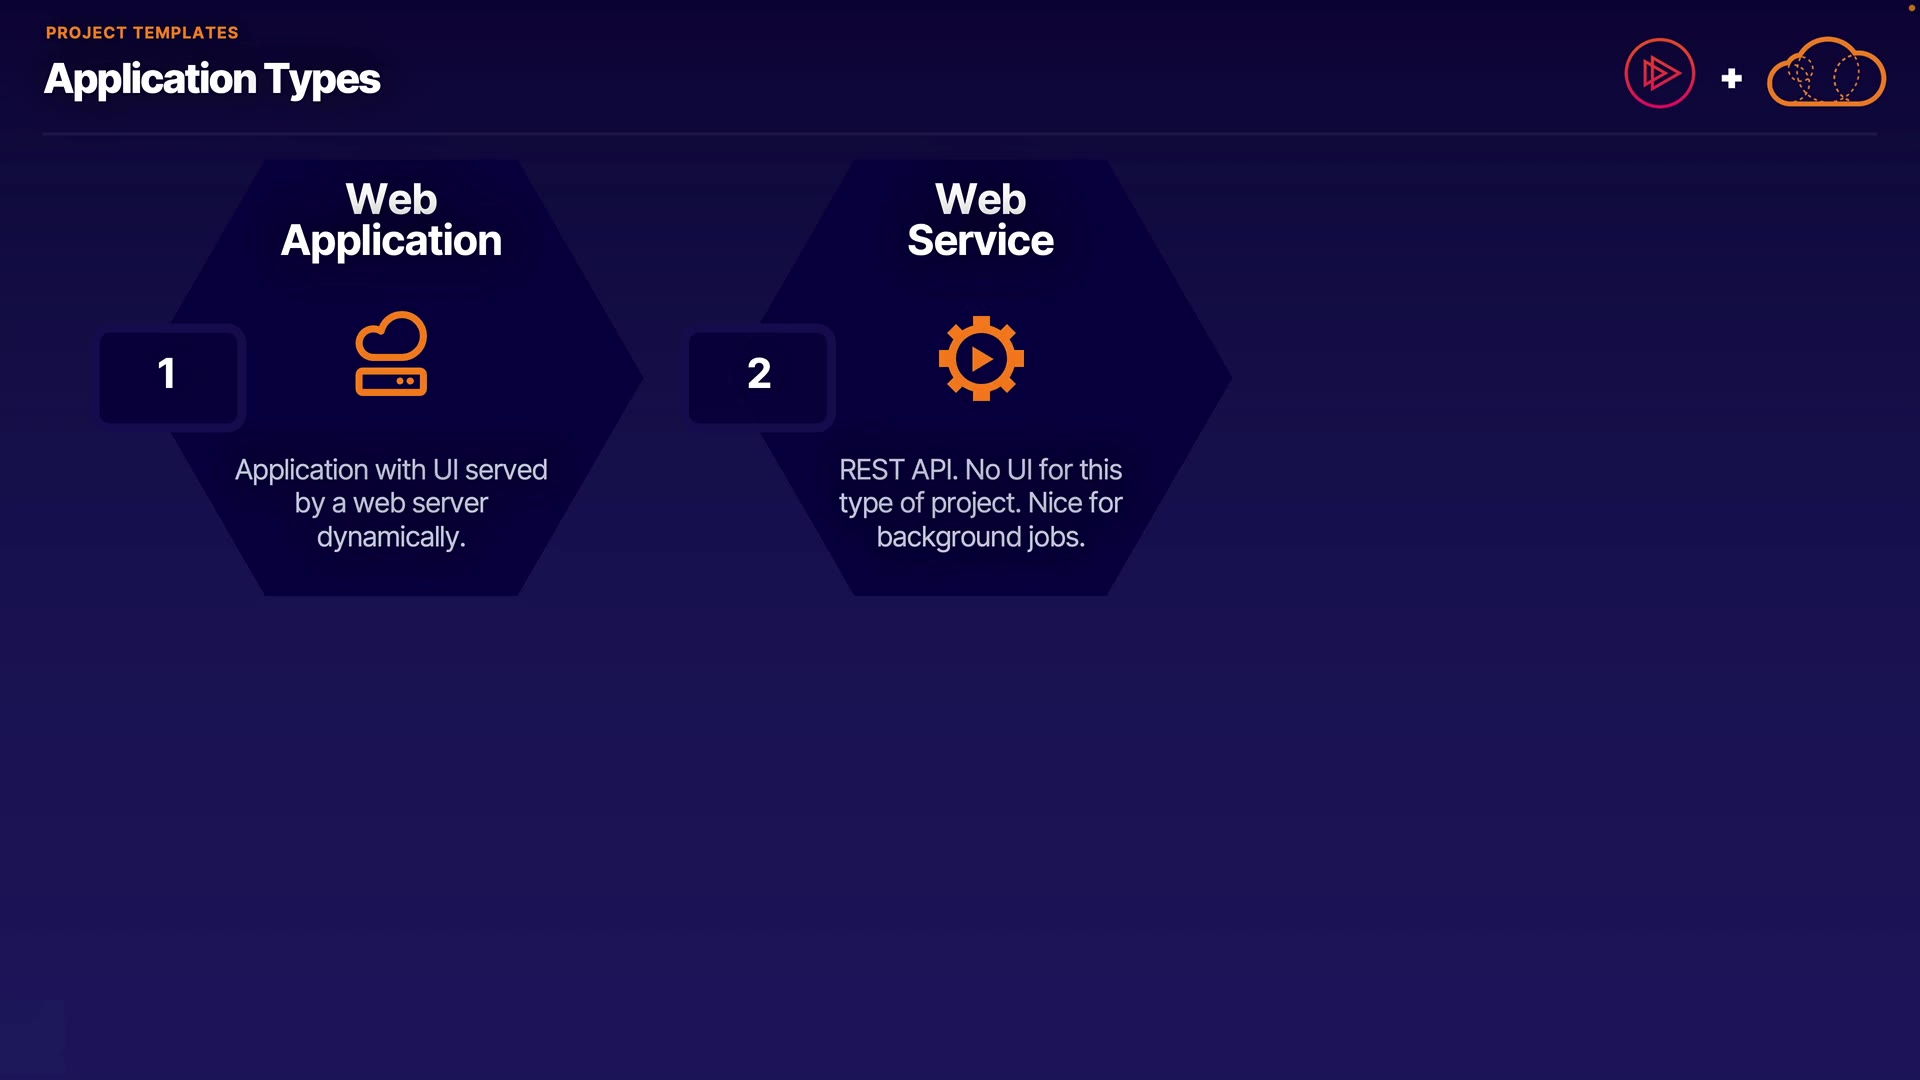 PROJECT TEMPLATES
Application Types
+
Web
Application
1
Application with UI served
by a web server
dynamically.
Web
Service
2
REST API. No UI for this
type of project. Nice for
background jobs.